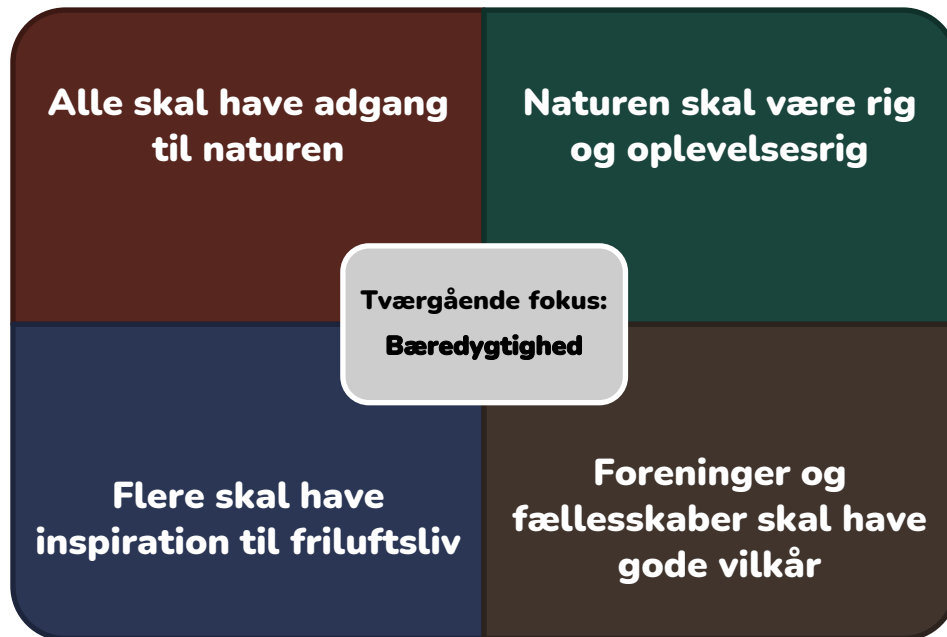 Alle skal have adgang
til naturen
Naturen skal være rig
og oplevelsesrig
Tværgående fokus:
Bæredygtighed
Flere skal have
inspiration til friluftsliv
Foreninger og
fællesskaber skal have
gode vilkår